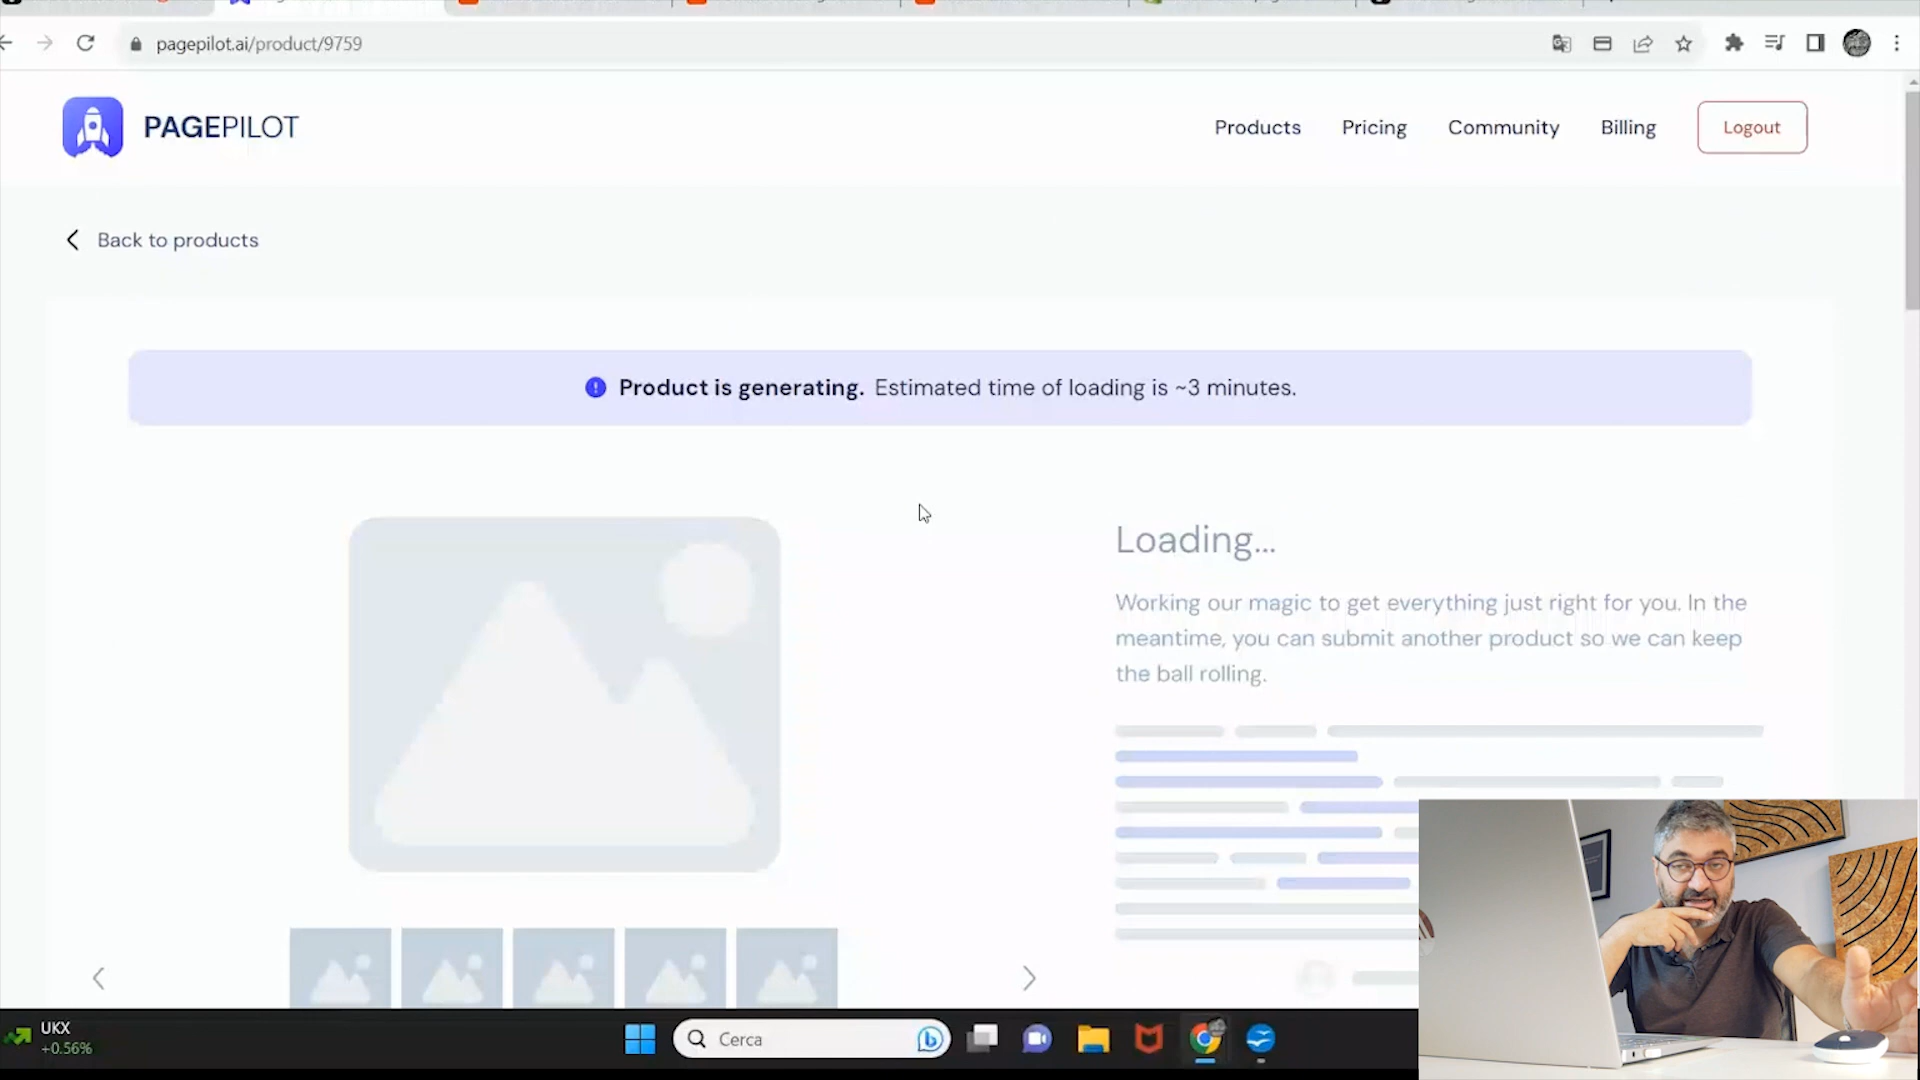 pagepilot.ai/product/9759
PAGEPILOT
Products
Pricing
Community
Billing
Logout
Back to products
Product is generating. Estimated time of loading is ~3 minutes.
Loading...
Working our magic to get everything just right for you. In the
meantime, you can submit another product so we can keep
the ball rolling.
UKX
+0.56%
Cerca